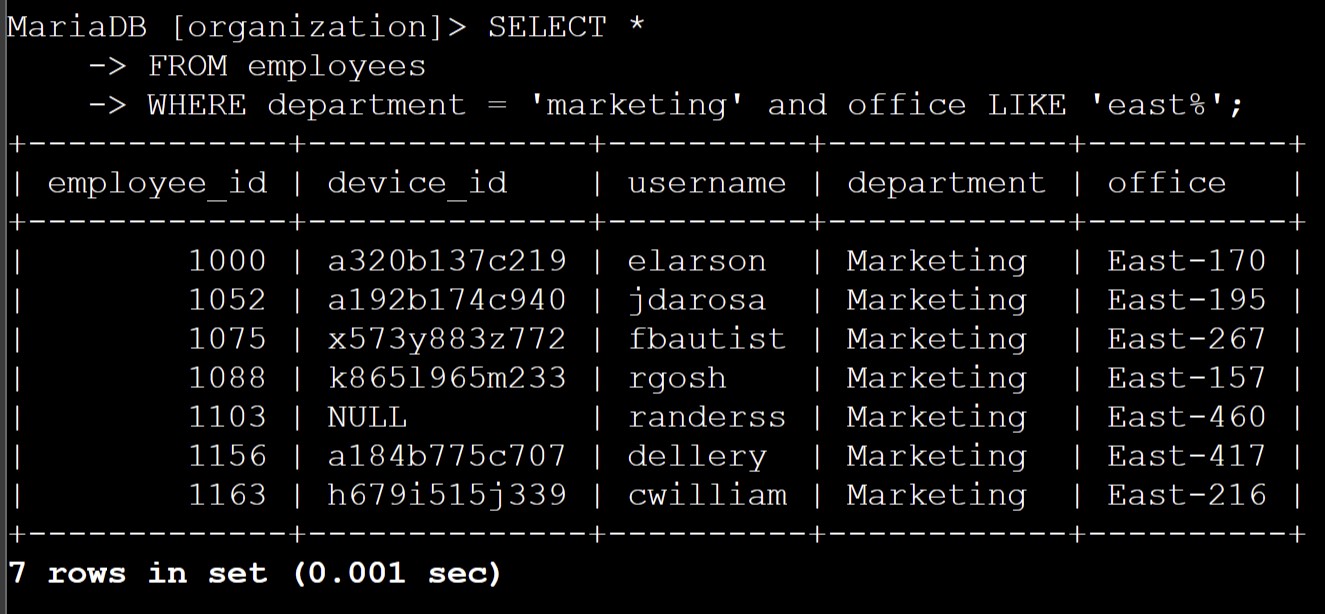 MariaDB [organization]> SELECT *
    -> FROM employees
    -> WHERE department = 'marketing' and office LIKE 'east%';
+-------------+--------------+----------+------------+----------+
| employee_id | device_id    | username | department | office   |
+-------------+--------------+----------+------------+----------+
|        1000 | a320b137c219 | elarson  | Marketing  | East-170 |
|        1052 | a192b174c940 | jdarosa  | Marketing  | East-195 |
|        1075 | x573y883z772 | fbautist | Marketing  | East-267 |
|        1088 | k865l965m233 | rgosh    | Marketing  | East-157 |
|        1103 | NULL         | randerss | Marketing  | East-460 |
|        1156 | a184b775c707 | dellery  | Marketing  | East-417 |
|        1163 | h679i515j339 | cwilliam | Marketing  | East-216 |
+-------------+--------------+----------+------------+----------+
7 rows in set (0.001 sec)